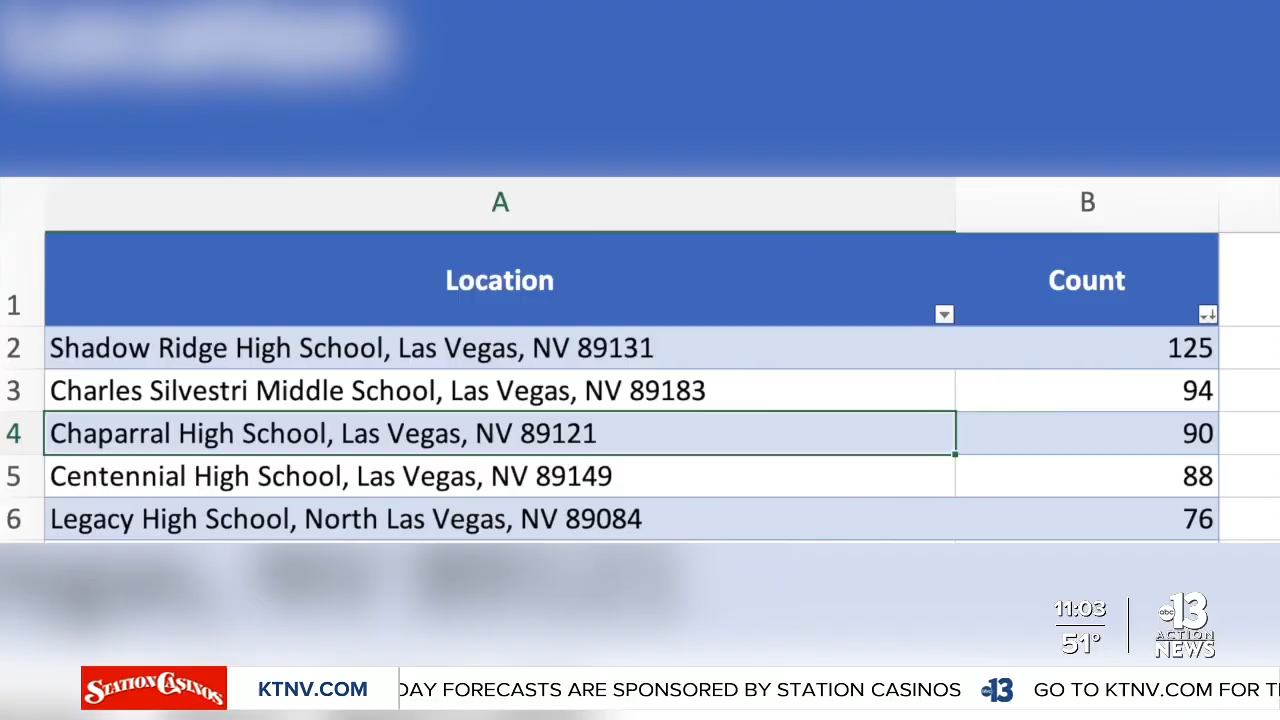 Location
A
B
1
Location
Count
2
Shadow Ridge High School, Las Vegas, NV 89131
125
3
Charles Silvestri Middle School, Las Vegas, NV 89183
94
4
Chaparral High School, Las Vegas, NV 89121
90
5
Centennial High School, Las Vegas, NV 89149
88
6
Legacy High School, North Las Vegas, NV 89084
76
11:03
51°
abc 13
ACTION
NEWS
STATION CASINOS
KTNV.COM
DAY FORECASTS ARE SPONSORED BY STATION CASINOS
abc 13
GO TO KTNV.COM FOR